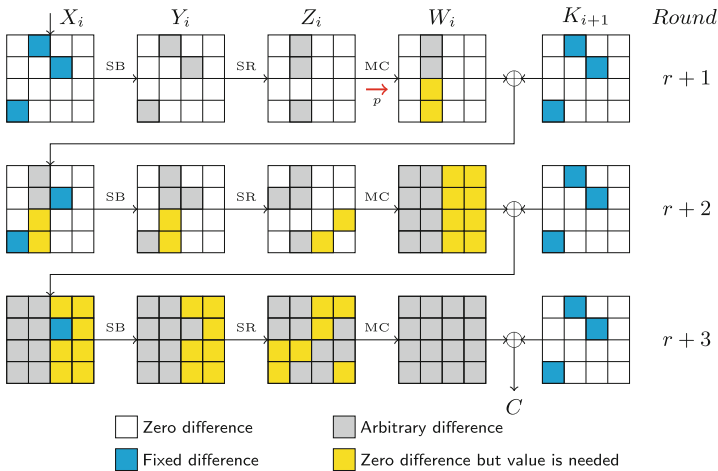 X_i Y_i Z_i W_i K_{i+1} Round
SB SR MC r + 1
p
SB SR MC r + 2
SB SR MC r + 3
C
Zero difference Arbitrary difference
Fixed difference Zero difference but value is needed